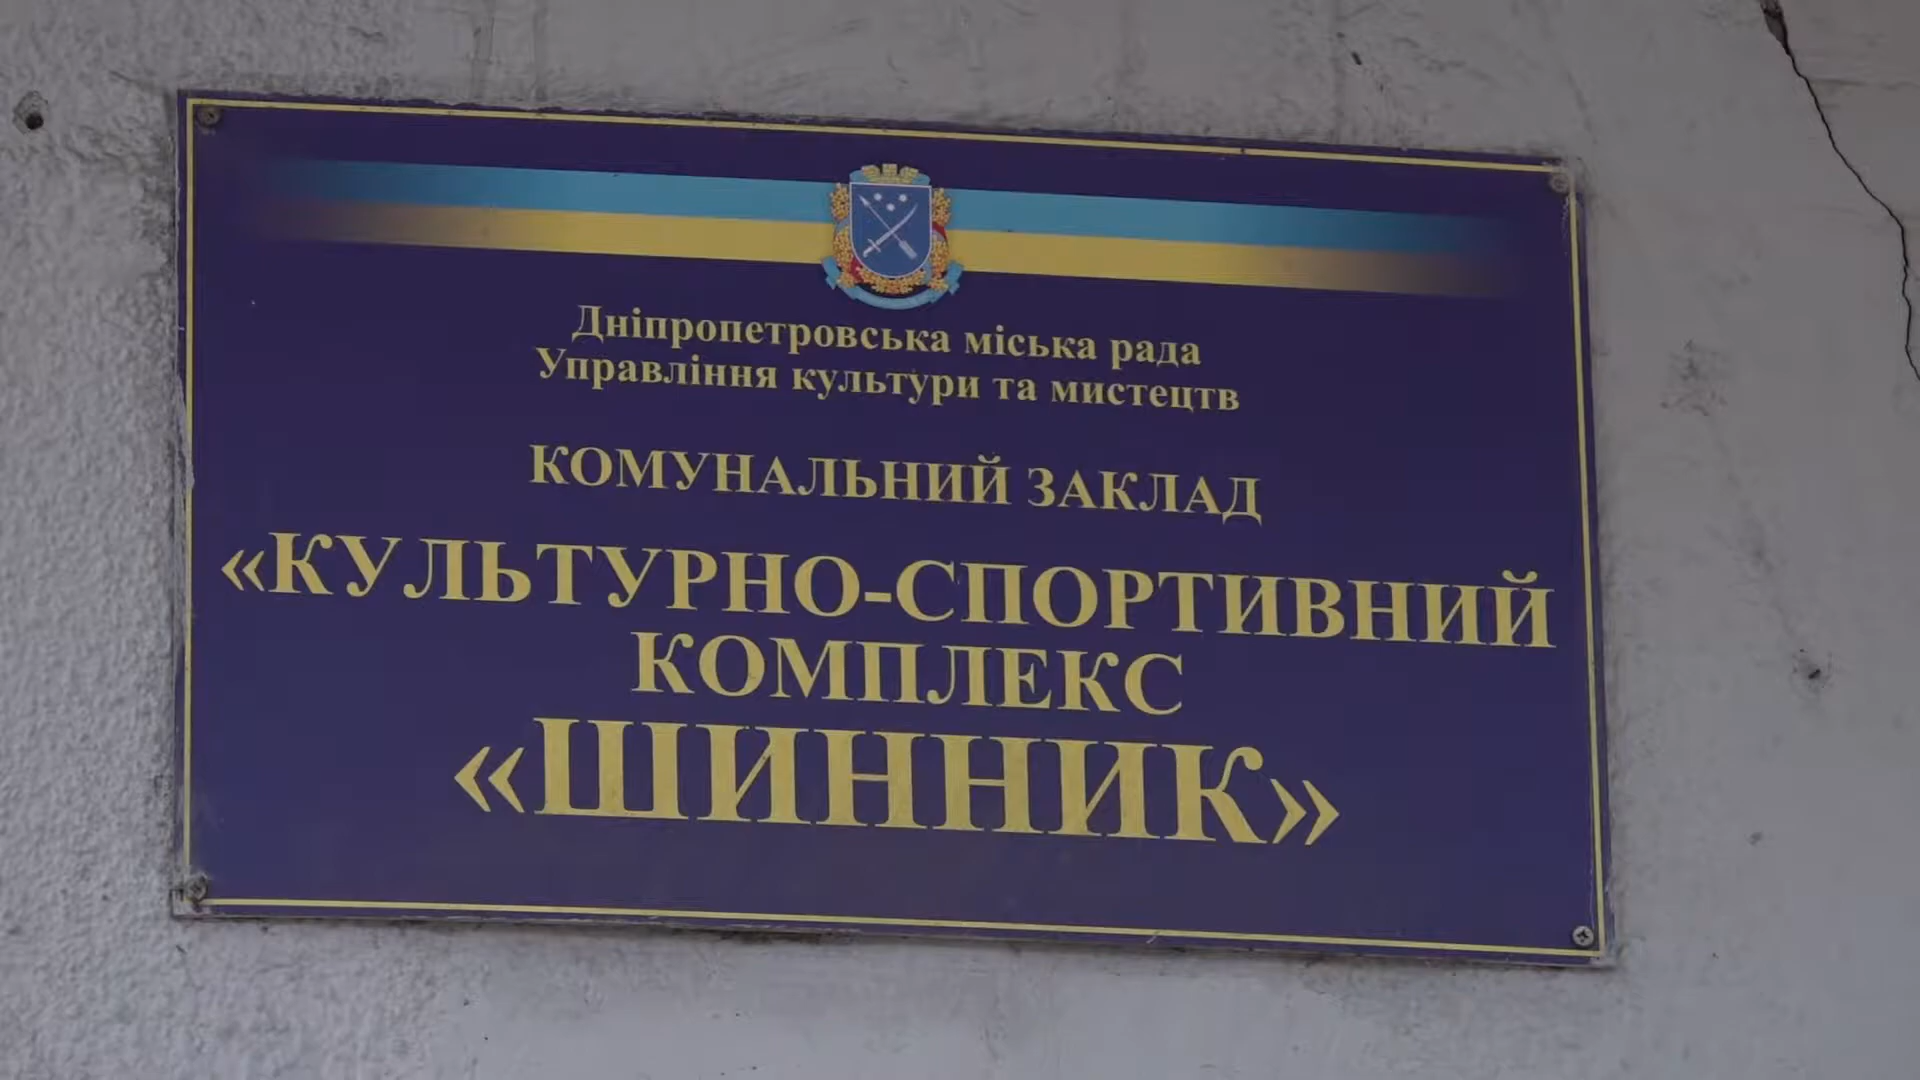 Дніпропетровська міська рада
Управління культури та мистецтв
КОМУНАЛЬНИЙ ЗАКЛАД
«КУЛЬТУРНО-СПОРТИВНИЙ
КОМПЛЕКС
«ШИННИК»